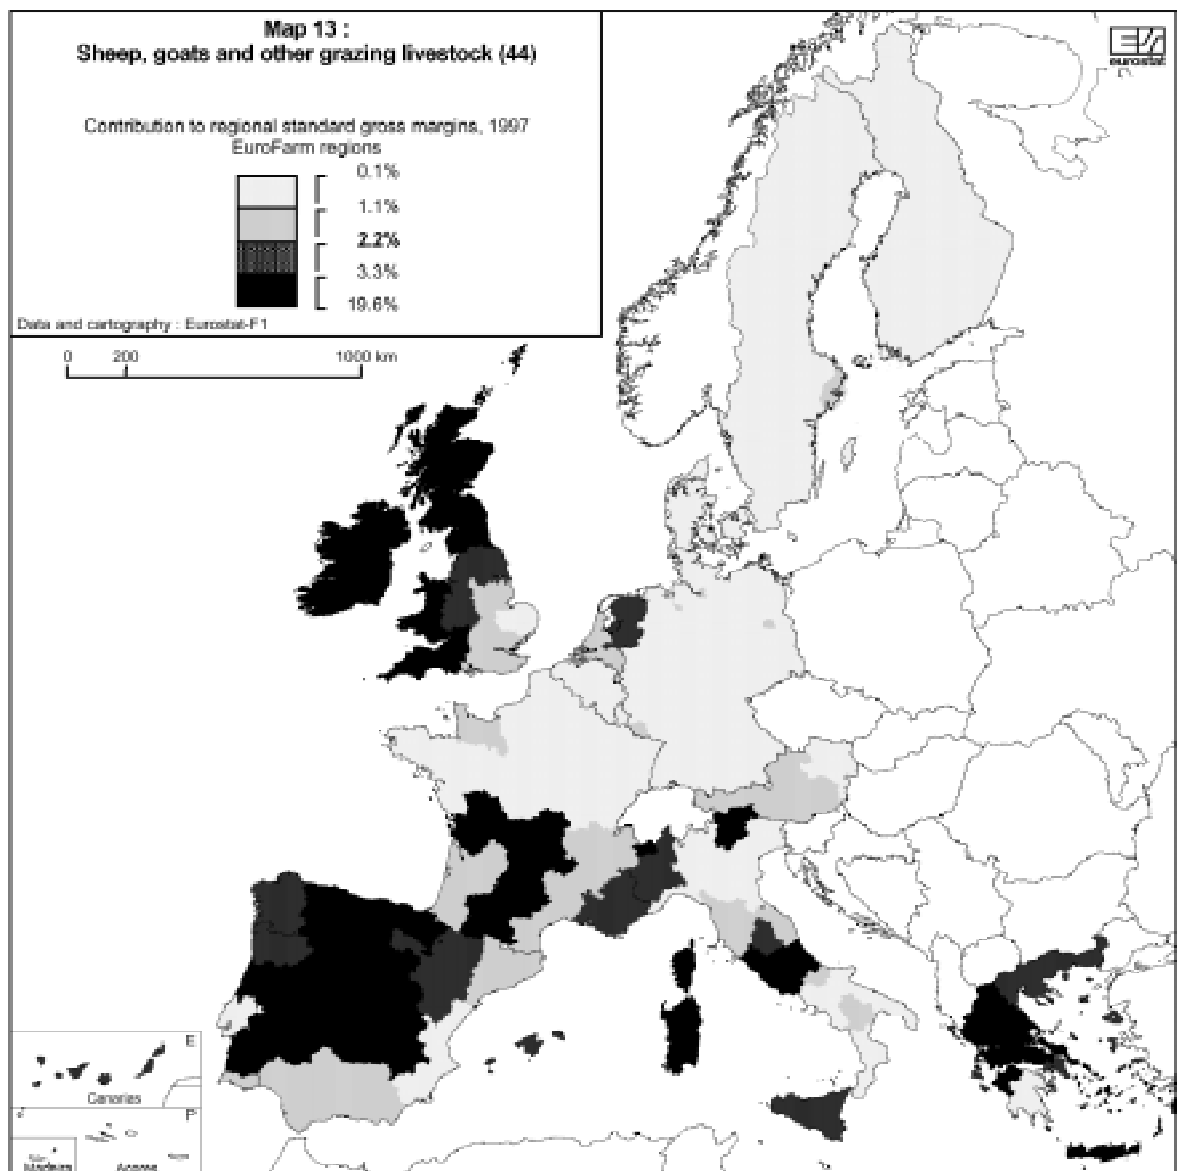 Map 13 :
Sheep, goats and other grazing livestock (44)
Contribution to regional standard gross margins, 1997
EuroFarm regions
0.1%
1.1%
2.2%
3.3%
19.6%
Data and cartography : Eurostat-F1
0 200 1000 km
eurostat
E
Canarias
P
Madeira